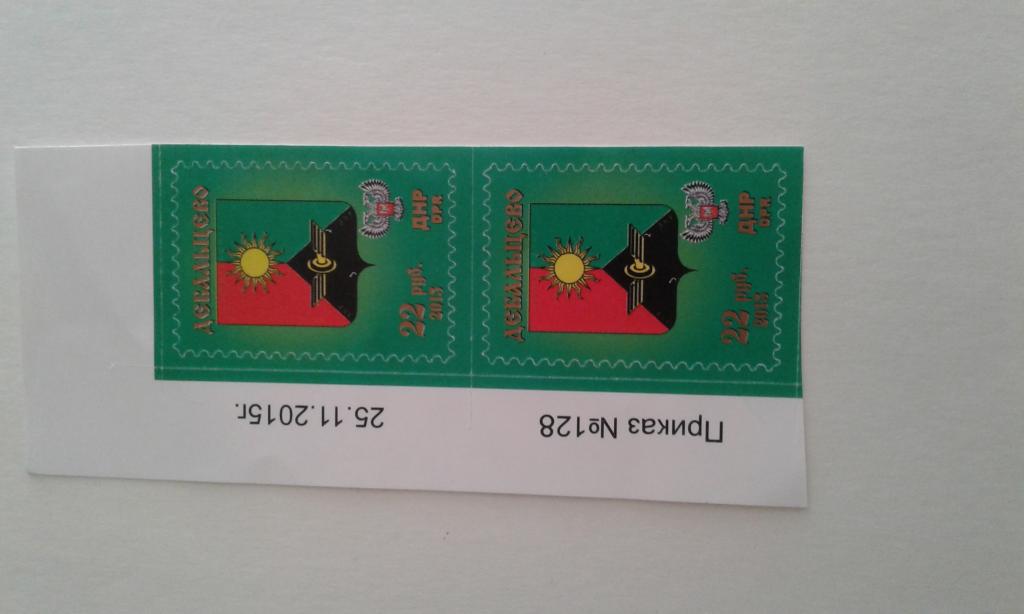 ДЕБАЛЬЦЕВО
22 руб.
2015
ДНР
DPR
ДЕБАЛЬЦЕВО
22 руб.
2015
ДНР
DPR
Приказ №128
25.11.2015г.